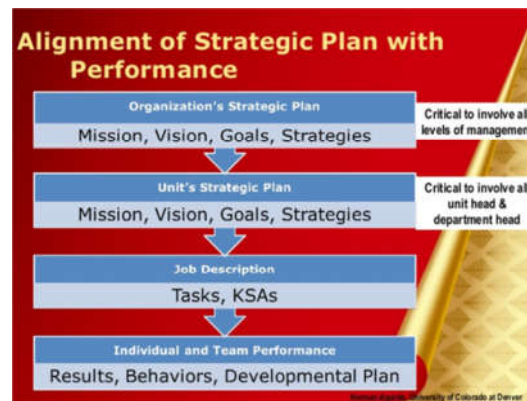 Alignment of Strategic Plan with
Performance
Organization's Strategic Plan
Mission, Vision, Goals, Strategies
Critical to involve al
levels of management
Unit's Strategic Plan
Mission, Vision, Goals, Strategies
Critical to involve al
unit head &
department head
Job Description
Tasks, KSAs
Individual and Team Performance
Results, Behaviors, Developmental Plan
University of Colorado at Denver